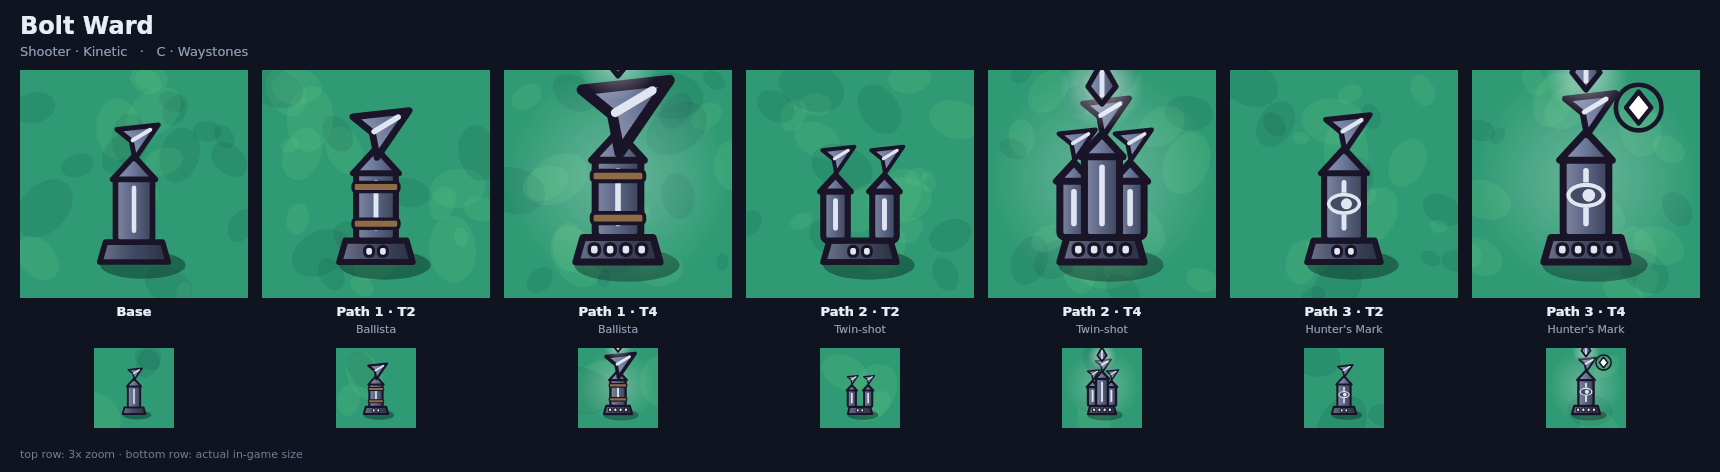 Bolt Ward
Shooter · Kinetic · C · Waystones
Base
Path 1 · T2
Ballista
Path 1 · T4
Ballista
Path 2 · T2
Twin-shot
Path 2 · T4
Twin-shot
Path 3 · T2
Hunter's Mark
Path 3 · T4
Hunter's Mark
top row: 3x zoom · bottom row: actual in-game size